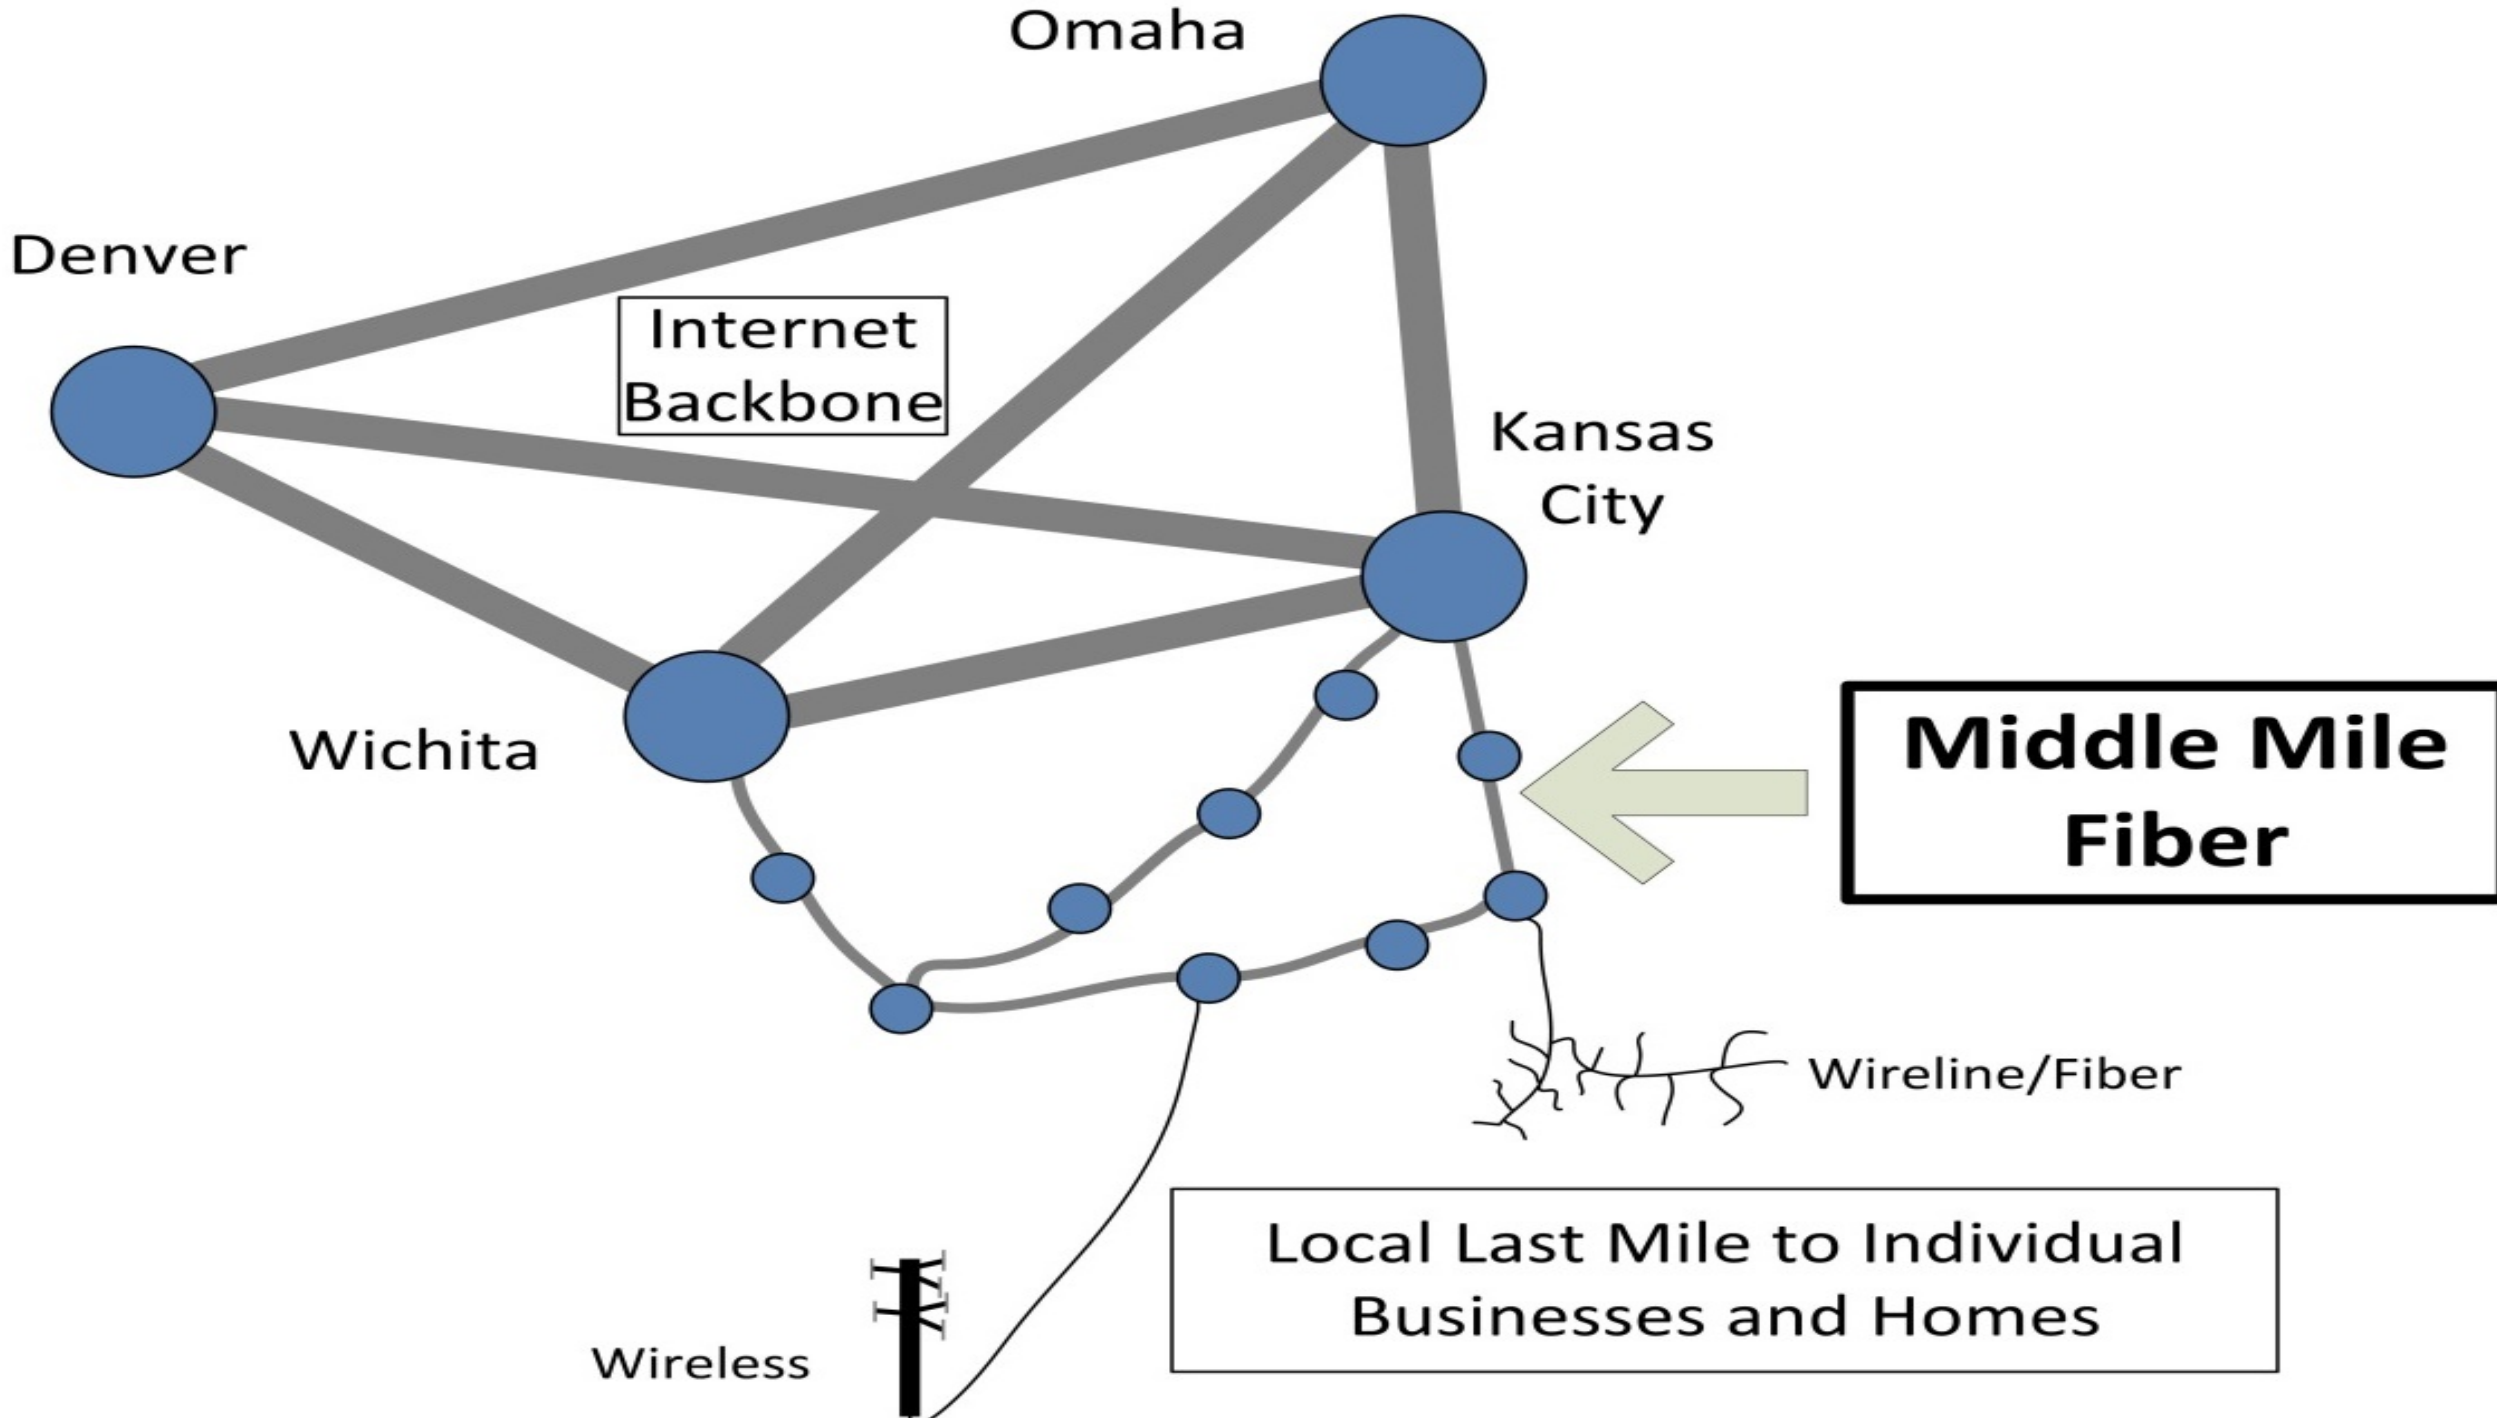 Omaha
Denver
Internet
Backbone
Kansas
City
Wichita
Middle Mile
Fiber
Wireline/Fiber
Local Last Mile to Individual
Businesses and Homes
Wireless